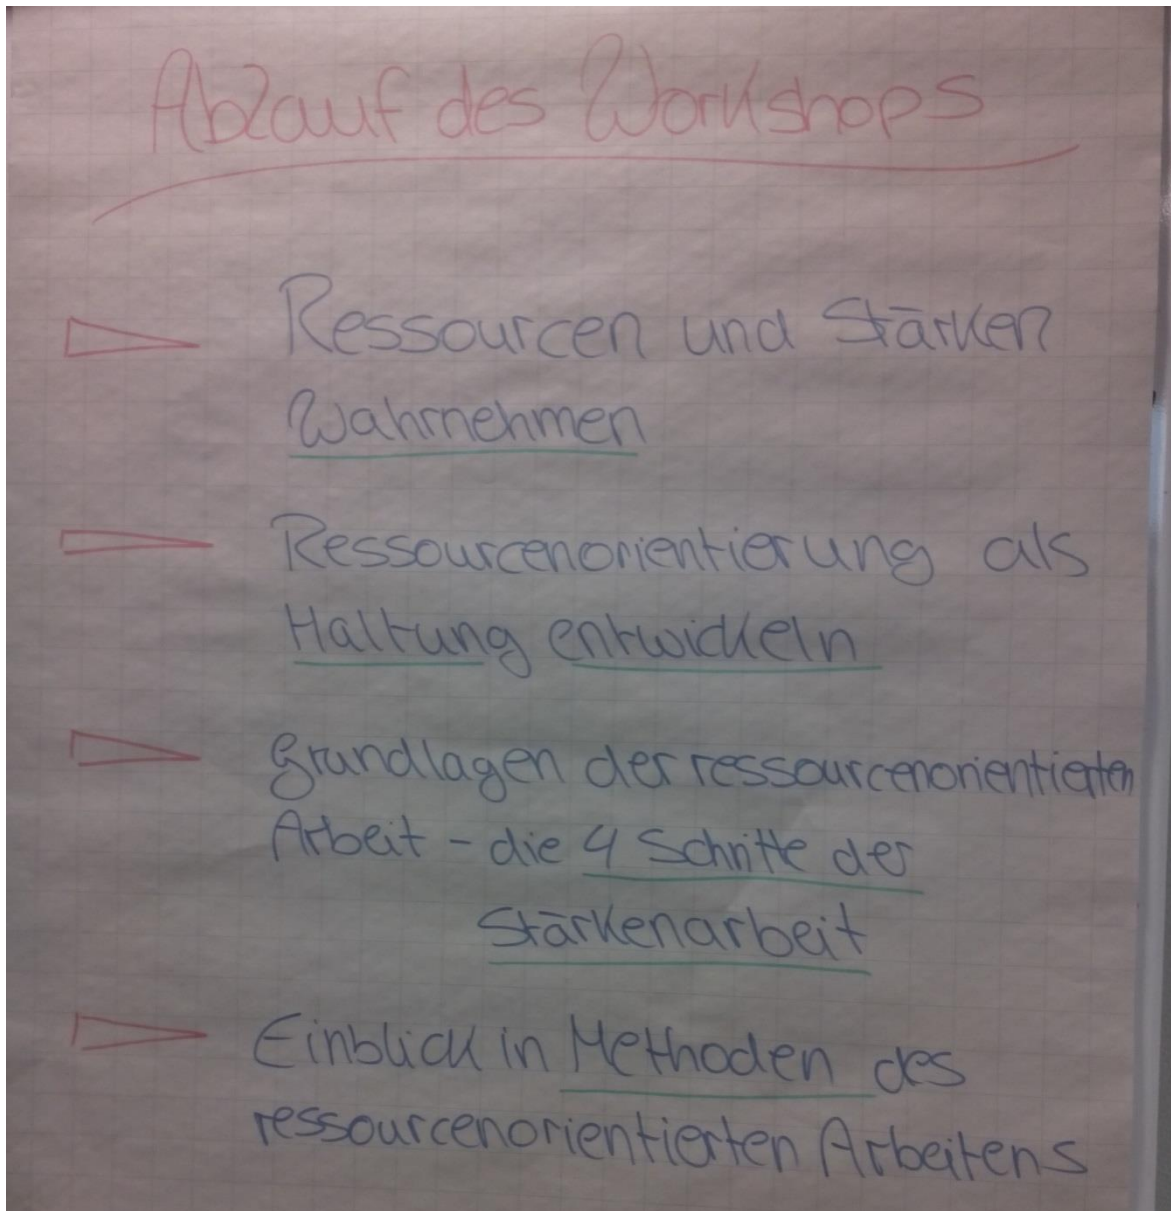 Ablauf des Workshops
Ressourcen und Stärken
Wahrnehmen
Ressourcenorientierung als
Haltung entwickeln
Grundlagen der ressourcenorientierten
Arbeit - die 4 Schritte der
Stärkenarbeit
Einblick in Methoden des
ressourcenorientierten Arbeitens